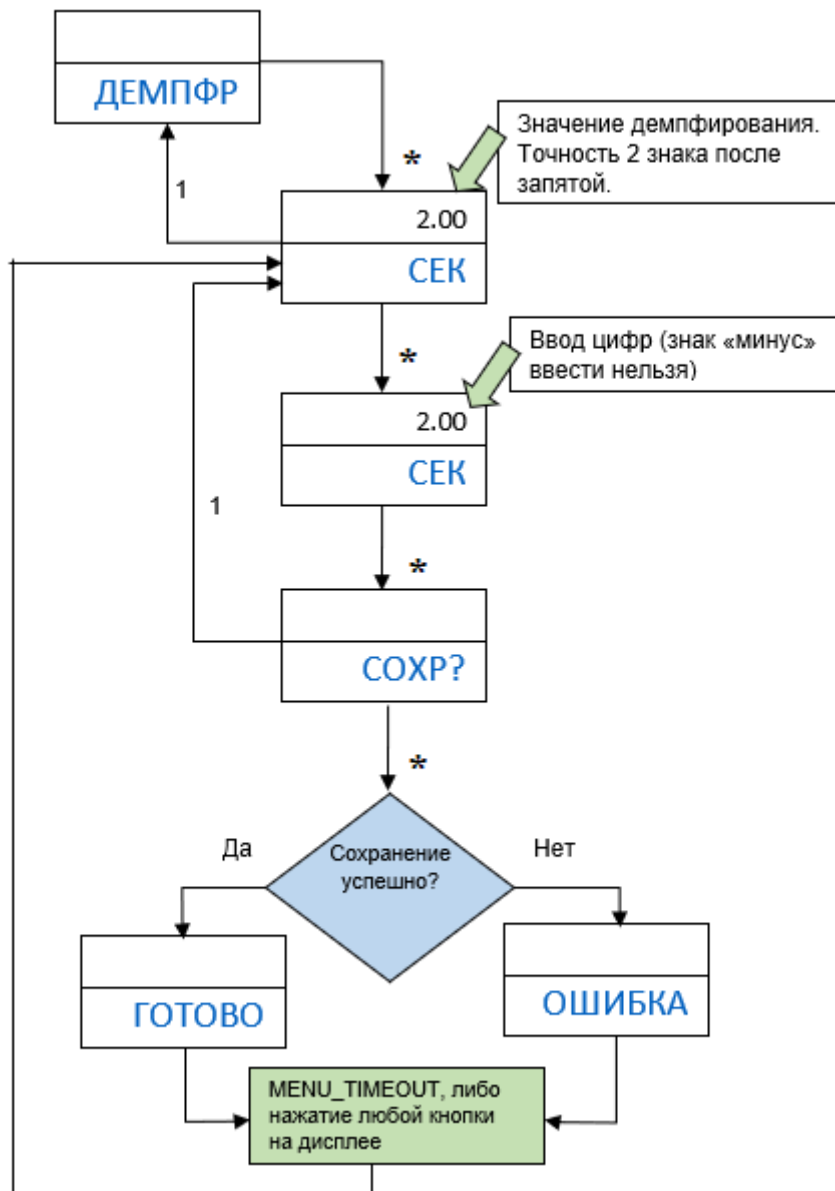 ДЕМПФР
Значение демпфирования.
Точность 2 знака после
запятой.
*
1
2.00
СЕК
*
Ввод цифр (знак «минус»
ввести нельзя)
2.00
СЕК
1
*
СОХР?
*
Да
Сохранение
успешно?
Нет
ГОТОВО
ОШИБКА
MENU_TIMEOUT, либо
нажатие любой кнопки
на дисплее